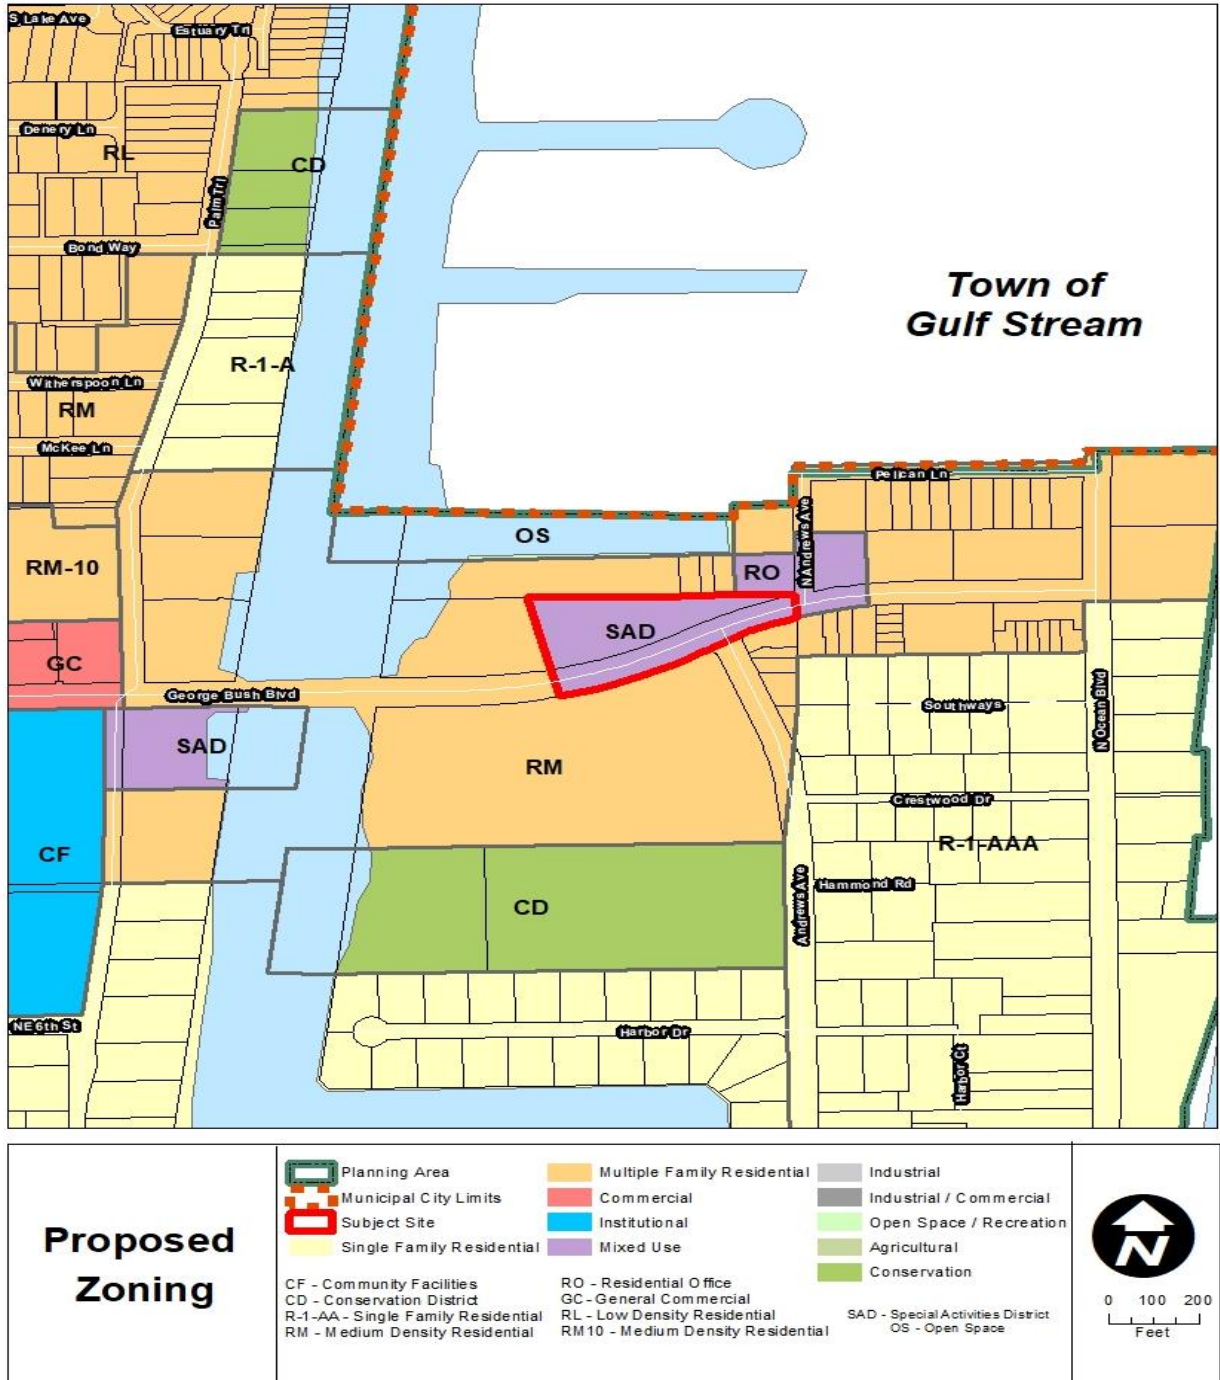 S Lake Ave
Estuary Trl
Denery Ln
RL
CD
Palm Trl
Bond Way
Town of
Gulf Stream
R-1-A
Witherspoon Ln
RM
McKee Ln
Pelican Ln
N Andrews Ave
OS
RM-10
RO
SAD
GC
George Bush Blvd
N Ocean Blvd
Southways
SAD
RM
Crestwood Dr
R-1-AAA
CF
Hammond Rd
Andrews Ave
CD
NE 6th St
Harbor Dr
Harbor Ct
Proposed
Zoning
Planning Area
Municipal City Limits
Subject Site
Single Family Residential
Multiple Family Residential
Commercial
Institutional
Mixed Use
Industrial
Industrial / Commercial
Open Space / Recreation
Agricultural
Conservation
CF - Community Facilities
CD - Conservation District
R-1-AA - Single Family Residential
RM - Medium Density Residential
RO - Residential Office
GC - General Commercial
RL - Low Density Residential
RM10 - Medium Density Residential
SAD - Special Activities District
OS - Open Space
N
0 100 200
Feet